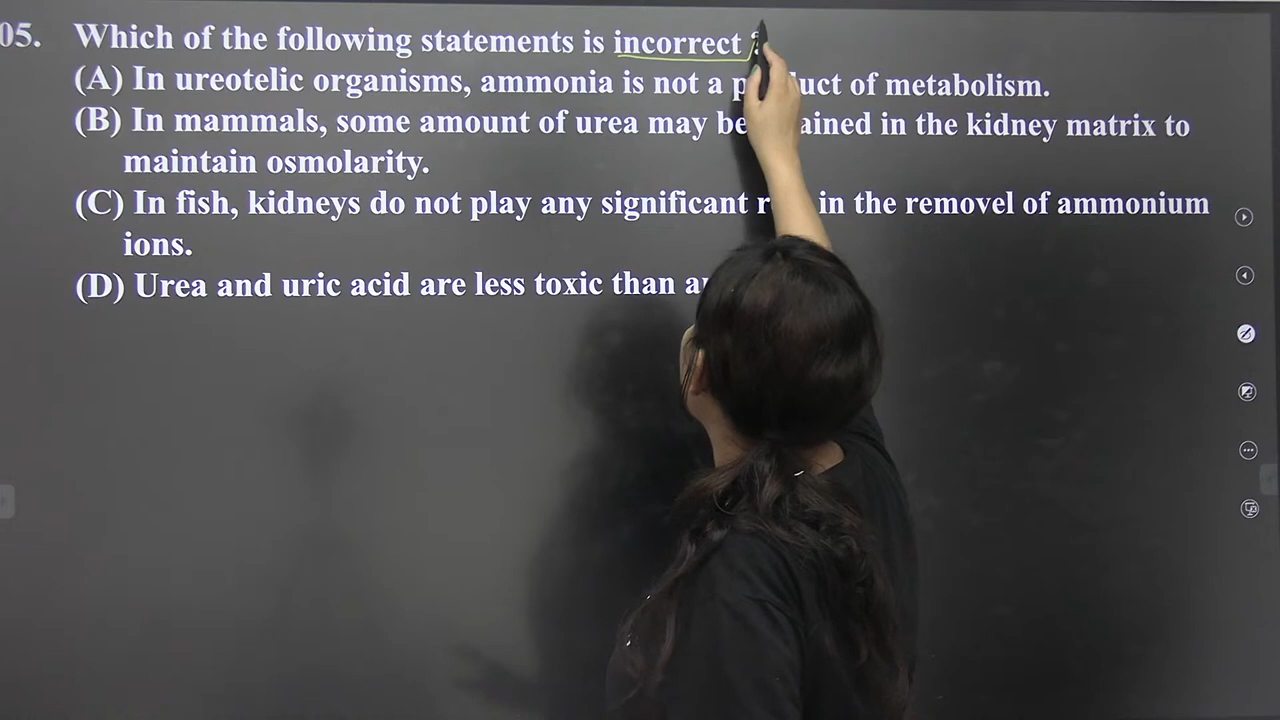 05. Which of the following statements is incorrect
(A) In ureotelic organisms, ammonia is not a of metabolism.
(B) In mammals, some amount of urea may be in the kidney matrix to
maintain osmolarity.
(C) In fish, kidneys do not play any significant in the removel of ammonium
ions.
(D) Urea and uric acid are less toxic than